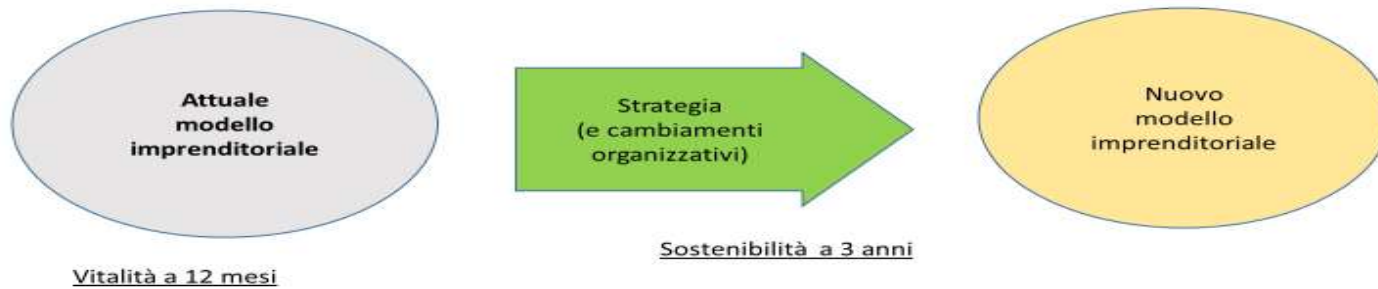 Attuale
modello
imprenditoriale
Strategia
(e cambiamenti
organizzativi)
Nuovo
modello
imprenditoriale
Sostenibilità a 3 anni
Vitalità a 12 mesi